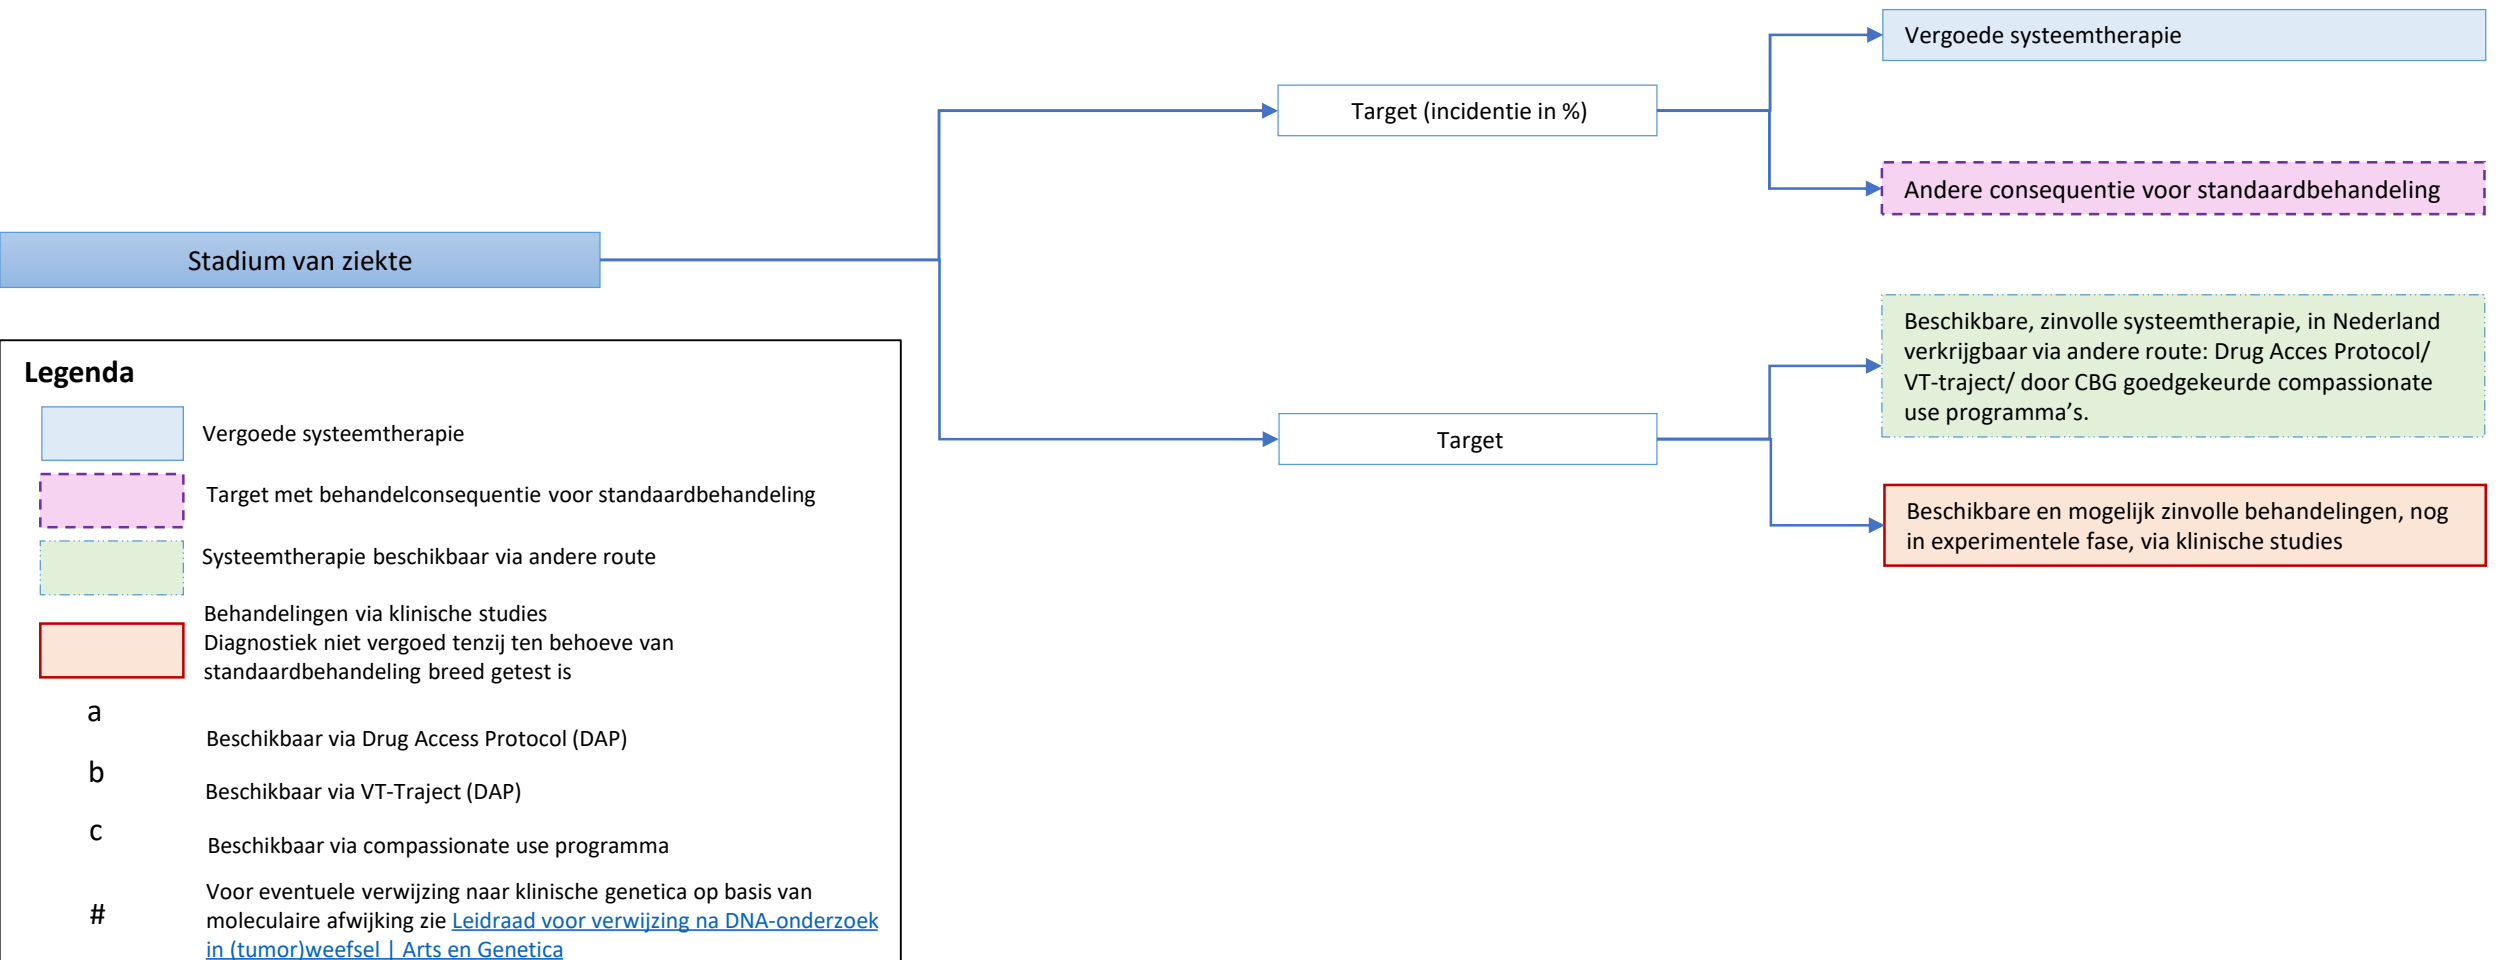 Vergoede systeemtherapie
Target (incidentie in %)
Andere consequentie voor standaardbehandeling
Stadium van ziekte
Beschikbare, zinvolle systeemtherapie, in Nederland
verkrijgbaar via andere route: Drug Acces Protocol/
VT-traject/ door CBG goedgekeurde compassionate
use programma’s.
Target
Beschikbare en mogelijk zinvolle behandelingen, nog
in experimentele fase, via klinische studies
Legenda
Vergoede systeemtherapie
Target met behandelconsequentie voor standaardbehandeling
Systeemtherapie beschikbaar via andere route
Behandelingen via klinische studies
Diagnostiek niet vergoed tenzij ten behoeve van
standaardbehandeling breed getest is
a
Beschikbaar via Drug Access Protocol (DAP)
b
Beschikbaar via VT-Traject (DAP)
c
Beschikbaar via compassionate use programma
#
Voor eventuele verwijzing naar klinische genetica op basis van
moleculaire afwijking zie Leidraad voor verwijzing na DNA-onderzoek
in (tumor)weefsel | Arts en Genetica